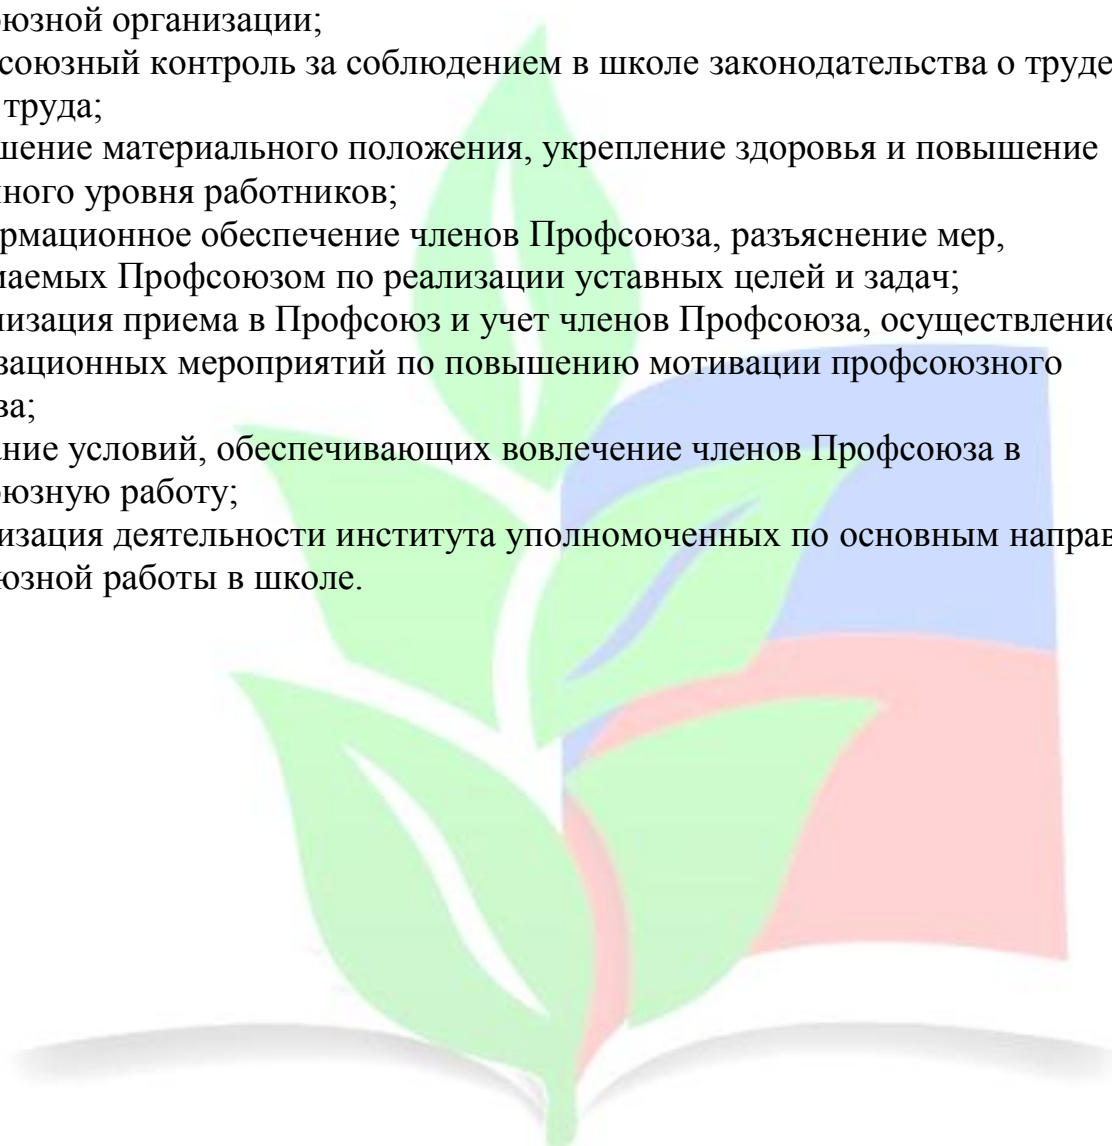 юзной организации;
союзный контроль за соблюдением в школе законодательства о труде
труда;
шение материального положения, укрепление здоровья и повышение
ного уровня работников;
рмационное обеспечение членов Профсоюза, разъяснение мер,
маемых Профсоюзом по реализации уставных целей и задач;
изация приема в Профсоюз и учет членов Профсоюза, осуществление
зационных мероприятий по повышению мотивации профсоюзного
ва;
ние условий, обеспечивающих вовлечение членов Профсоюза в
юзную работу;
изация деятельности института уполномоченных по основным направ
юзной работы в школе.